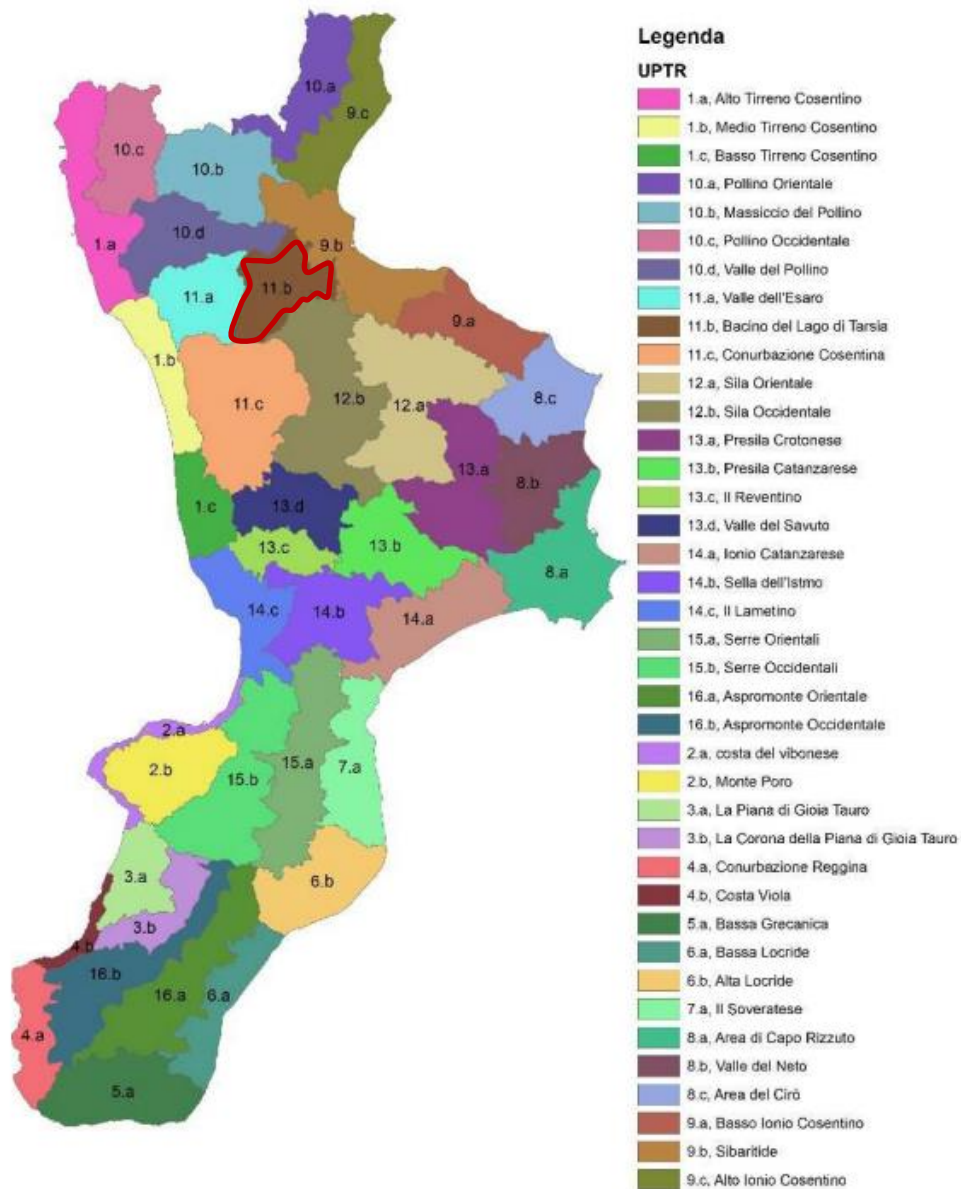 Legenda
UPTR
1.a, Alto Tirreno Cosentino
1.b, Medio Tirreno Cosentino
1.c, Basso Tirreno Cosentino
10.a, Pollino Orientale
10.b, Massiccio del Pollino
10.c, Pollino Occidentale
10.d, Valle del Pollino
11.a, Valle dell'Esaro
11.b, Bacino del Lago di Tarsia
11.c, Conurbazione Cosentina
12.a, Sila Orientale
12.b, Sila Occidentale
13.a, Presila Crotonese
13.b, Presila Catanzarese
13.c, Il Reventino
13.d, Valle del Savuto
14.a, Ionio Catanzarese
14.b, Sella dell'Istmo
14.c, Il Lametino
15.a, Serre Orientali
15.b, Serre Occidentali
16.a, Aspromonte Orientale
16.b, Aspromonte Occidentale
2.a, costa del vibonese
2.b, Monte Poro
3.a, La Piana di Gioia Tauro
3.b, La Corona della Piana di Gioia Tauro
4.a, Conurbazione Reggina
4.b, Costa Viola
5.a, Bassa Grecanica
6.a, Bassa Locride
6.b, Alta Locride
7.a, Il Soveratese
8.a, Area di Capo Rizzuto
8.b, Valle del Neto
8.c, Area del Cirò
9.a, Basso Ionio Cosentino
9.b, Sibaritide
9.c, Alto Ionio Cosentino
10.a
9.c
10.c
10.b
10.d
1.a
9.b
11.b
11.a
9.a
1.b
11.c
12.b
12.a
8.c
13.a
8.b
1.c
13.d
13.c
13.b
8.a
14.c
14.b
14.a
2.a
2.b
15.b
15.a
7.a
3.a
6.b
3.b
4.b
16.b
16.a
6.a
4.a
5.a